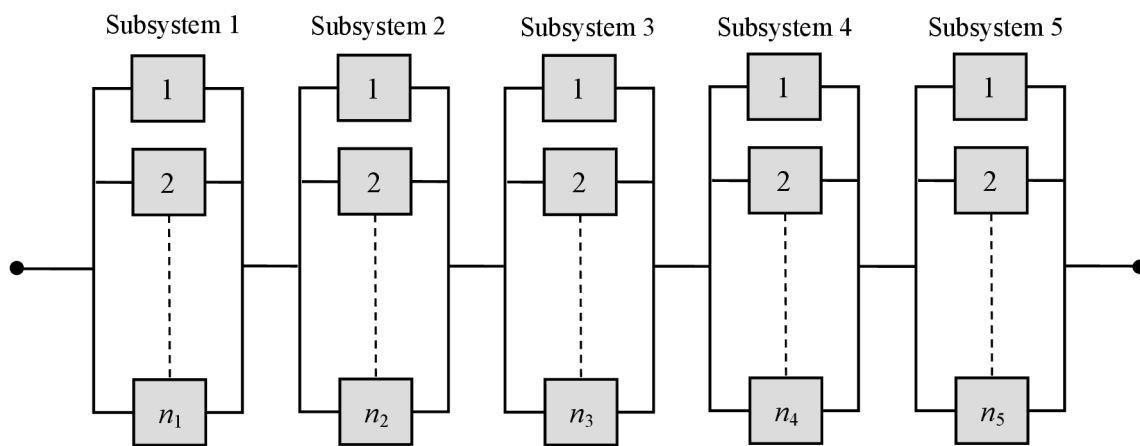 Subsystem 1 Subsystem 2 Subsystem 3 Subsystem 4 Subsystem 5
1 1 1 1 1
2 2 2 2 2
n₁ n₂ n₃ n₄ n₅